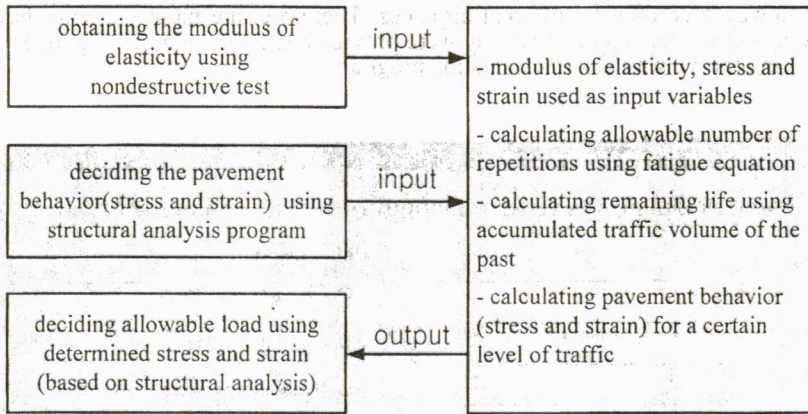 obtaining the modulus of
elasticity using
nondestructive test
input
deciding the pavement
behavior(stress and strain) using
structural analysis program
input
deciding allowable load using
determined stress and strain
(based on structural analysis)
output
- modulus of elasticity, stress and
strain used as input variables
- calculating allowable number of
repetitions using fatigue equation
- calculating remaining life using
accumulated traffic volume of the
past
- calculating pavement behavior
(stress and strain) for a certain
level of traffic